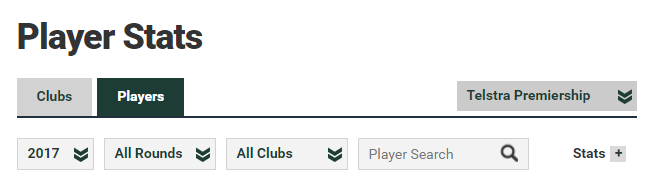 Player Stats
Clubs Players Telstra Premiership
2017 All Rounds All Clubs Player Search Stats +